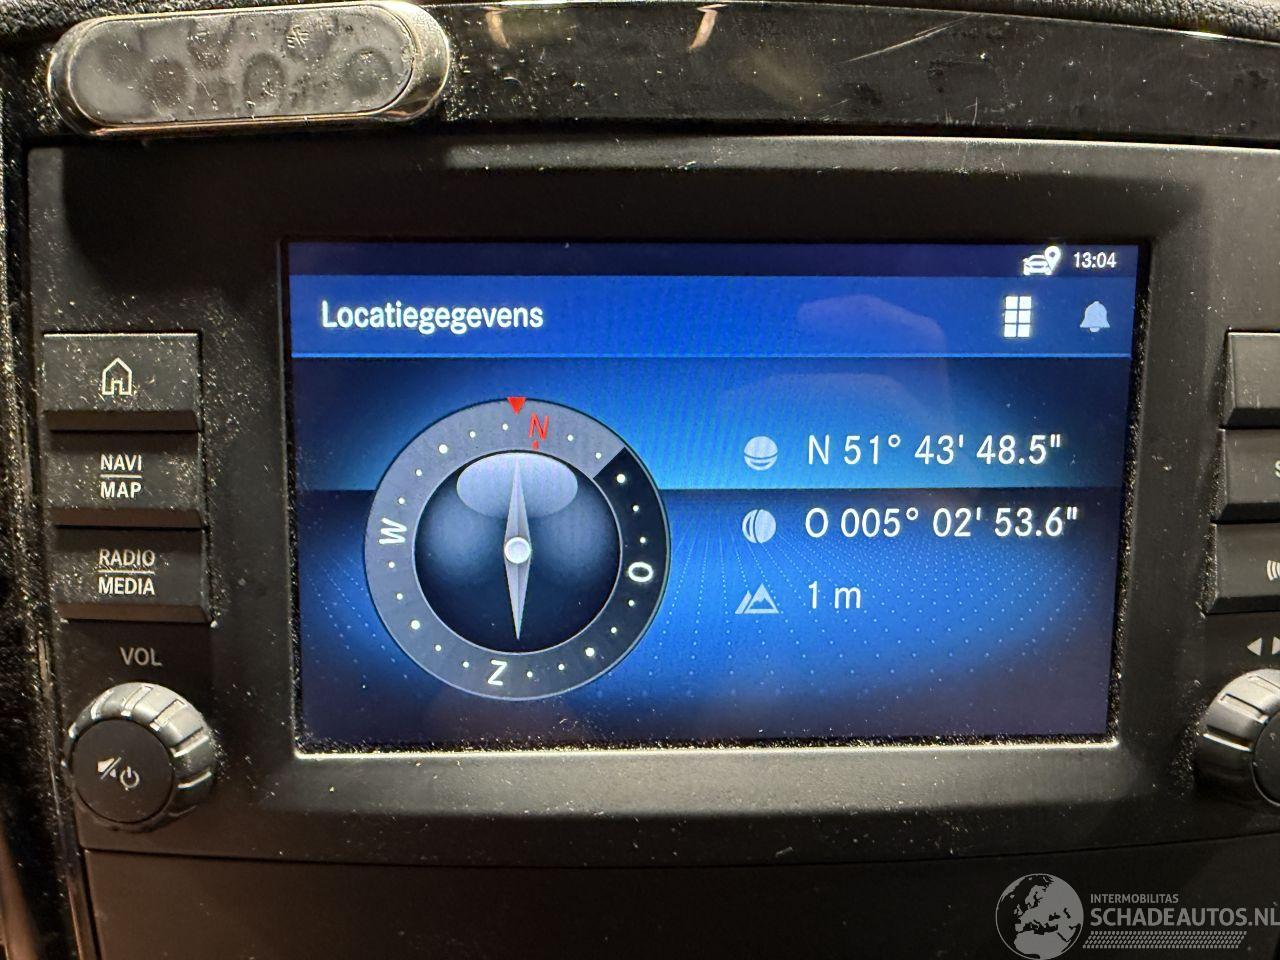 13:04
Locatiegegevens
N
W
O
Z
N 51° 43' 48.5"
O 005° 02' 53.6"
1 m
NAVI
MAP
RADIO
MEDIA
VOL
INTERMOBILITAS
SCHADEAUTOS.NL